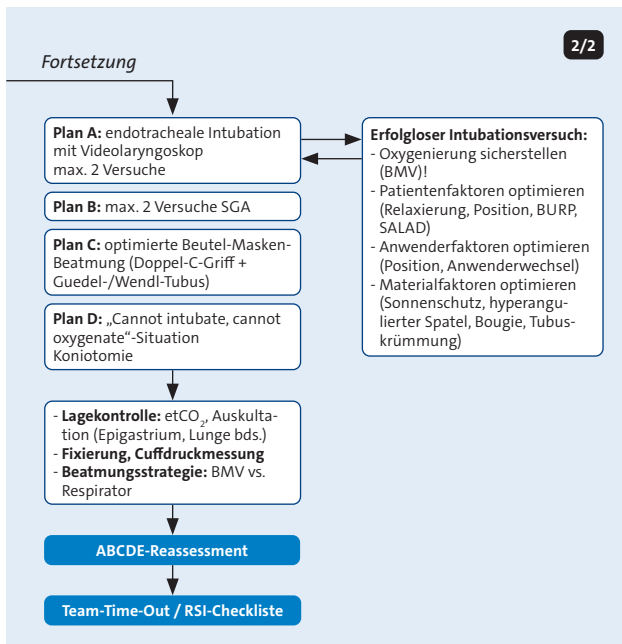 2/2
Fortsetzung
Plan A: endotracheale Intubation
mit Videolaryngoskop
max. 2 Versuche
Plan B: max. 2 Versuche SGA
Plan C: optimierte Beutel-Masken-
Beatmung (Doppel-C-Griff +
Guedel-/Wendl-Tubus)
Plan D: „Cannot intubate, cannot
oxygenate“-Situation
Koniotomie
Erfolgloser Intubationsversuch:
- Oxygenierung sicherstellen
(BMV)!
- Patientenfaktoren optimieren
(Relaxierung, Position, BURP,
SALAD)
- Anwenderfaktoren optimieren
(Position, Anwenderwechsel)
- Materialfaktoren optimieren
(Sonnenschutz, hyperangu-
lierter Spatel, Bougie, Tubus-
krümmung)
- Lagekontrolle: etCO₂, Auskulta-
tion (Epigastrium, Lunge bds.)
- Fixierung, Cuffdruckmessung
- Beatmungsstrategie: BMV vs.
Respirator
ABCDE-Reassessment
Team-Time-Out / RSI-Checkliste